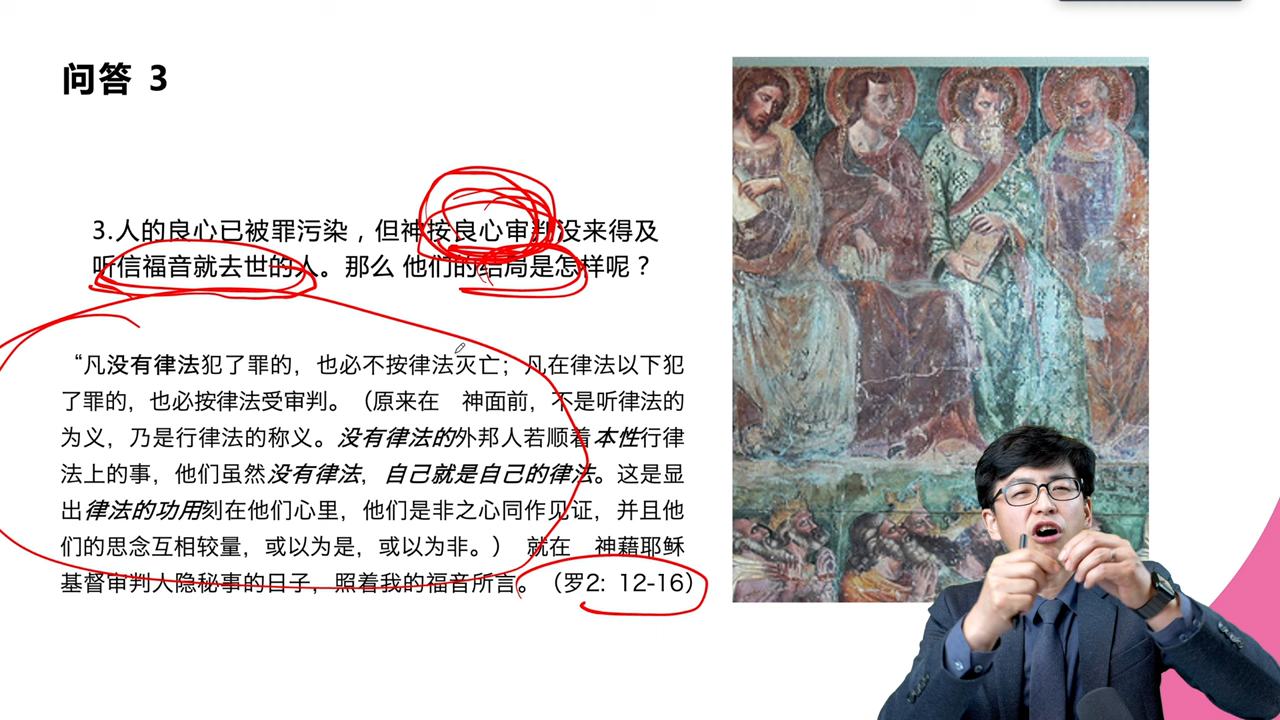 问答 3
3.人的良心已被罪污染，但神按良心审判没来得及
听信福音就去世的人。那么 他们的结局是怎样呢？
“凡没有律法犯了罪的，也必不按律法灭亡；凡在律法以下犯
了罪的，也必按律法受审判。（原来在　神面前，不是听律法的
为义，乃是行律法的称义。没有律法的外邦人若顺着本性行律
法上的事，他们虽然没有律法，自己就是自己的律法。这是显
出律法的功用刻在他们心里，他们是非之心同作见证，并且他
们的思念互相较量，或以为是，或以为非。） 就在　神藉耶稣
基督审判人隐秘事的日子，照着我的福音所言。（罗2: 12-16）